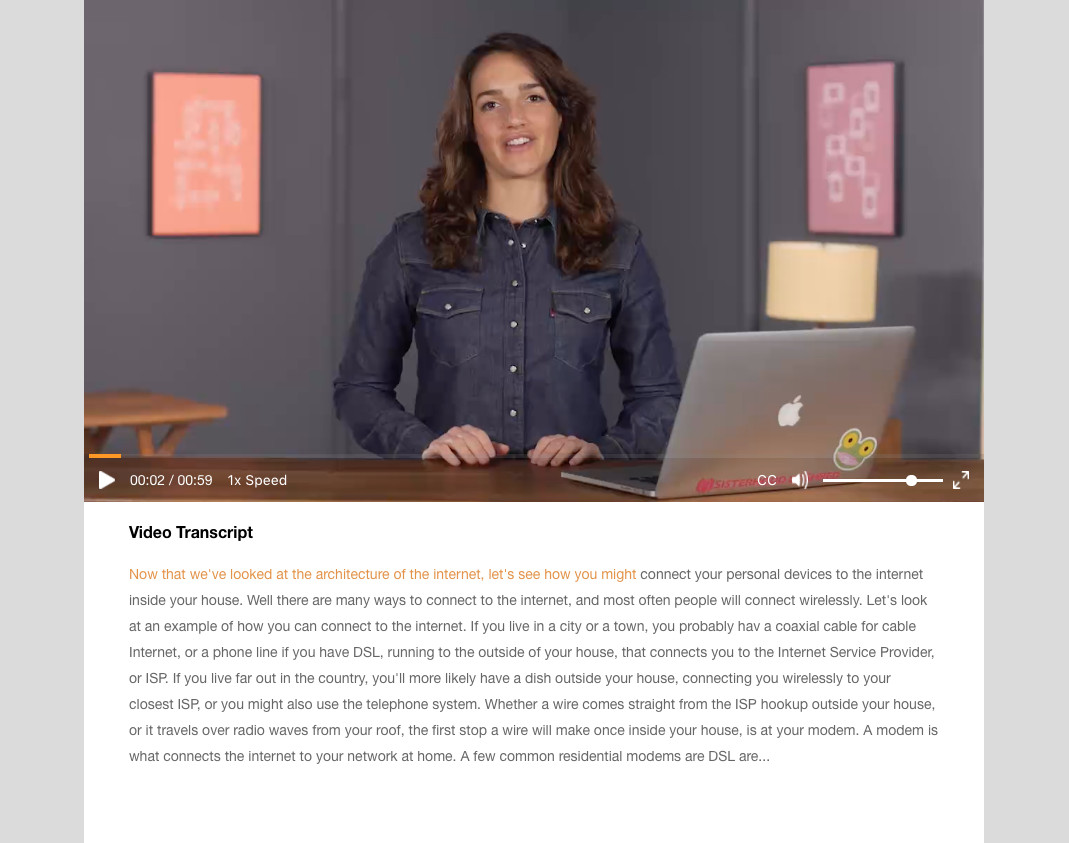 00:02 / 00:59 1x Speed CC
Video Transcript
Now that we've looked at the architecture of the internet, let's see how you might connect your personal devices to the internet
inside your house. Well there are many ways to connect to the internet, and most often people will connect wirelessly. Let's look
at an example of how you can connect to the internet. If you live in a city or a town, you probably hav a coaxial cable for cable
Internet, or a phone line if you have DSL, running to the outside of your house, that connects you to the Internet Service Provider,
or ISP. If you live far out in the country, you'll more likely have a dish outside your house, connecting you wirelessly to your
closest ISP, or you might also use the telephone system. Whether a wire comes straight from the ISP hookup outside your house,
or it travels over radio waves from your roof, the first stop a wire will make once inside your house, is at your modem. A modem is
what connects the internet to your network at home. A few common residential modems are DSL are...